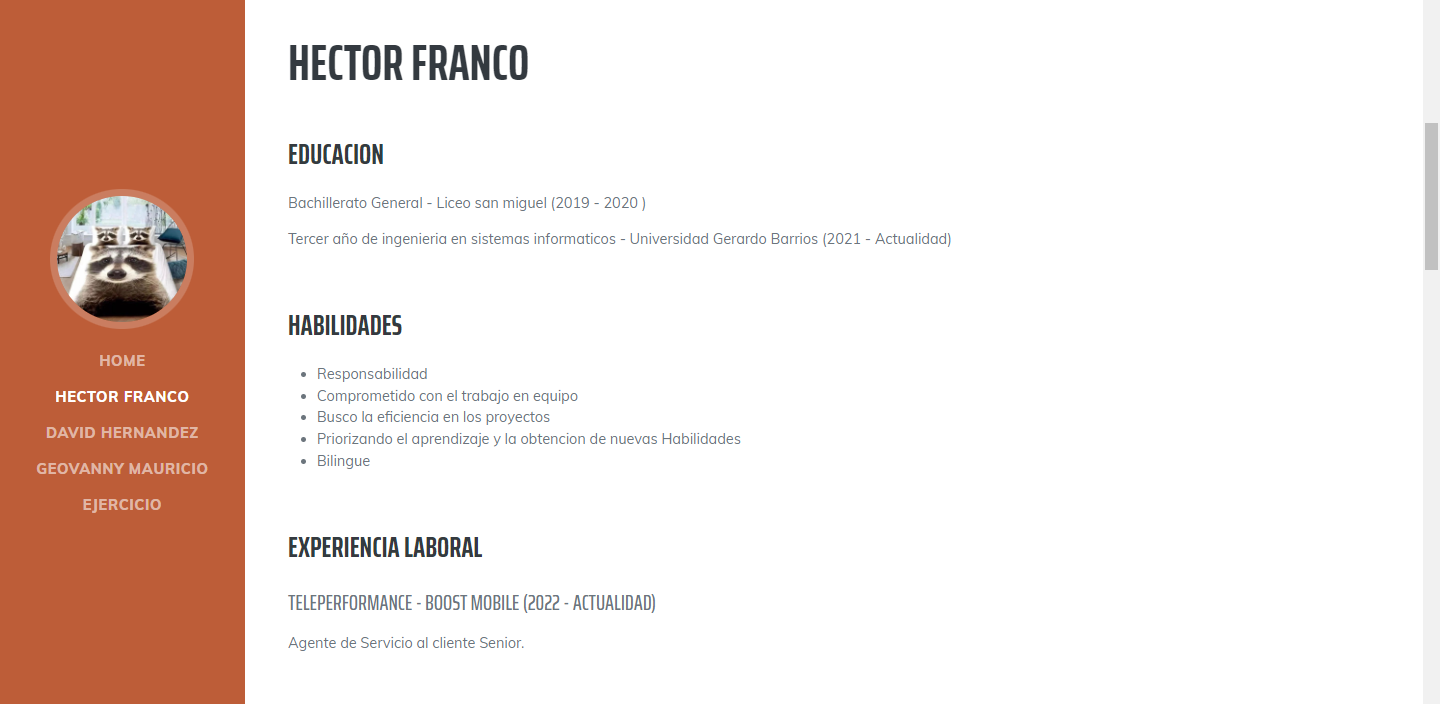 HOME
HECTOR FRANCO
DAVID HERNANDEZ
GEOVANNY MAURICIO
EJERCICIO
HECTOR FRANCO
EDUCACION
Bachillerato General - Liceo san miguel (2019 - 2020 )
Tercer año de ingenieria en sistemas informaticos - Universidad Gerardo Barrios (2021 - Actualidad)
HABILIDADES
Responsabilidad
Comprometido con el trabajo en equipo
Busco la eficiencia en los proyectos
Priorizando el aprendizaje y la obtencion de nuevas Habilidades
Bilingue
EXPERIENCIA LABORAL
TELEPERFORMANCE - BOOST MOBILE (2022 - ACTUALIDAD)
Agente de Servicio al cliente Senior.